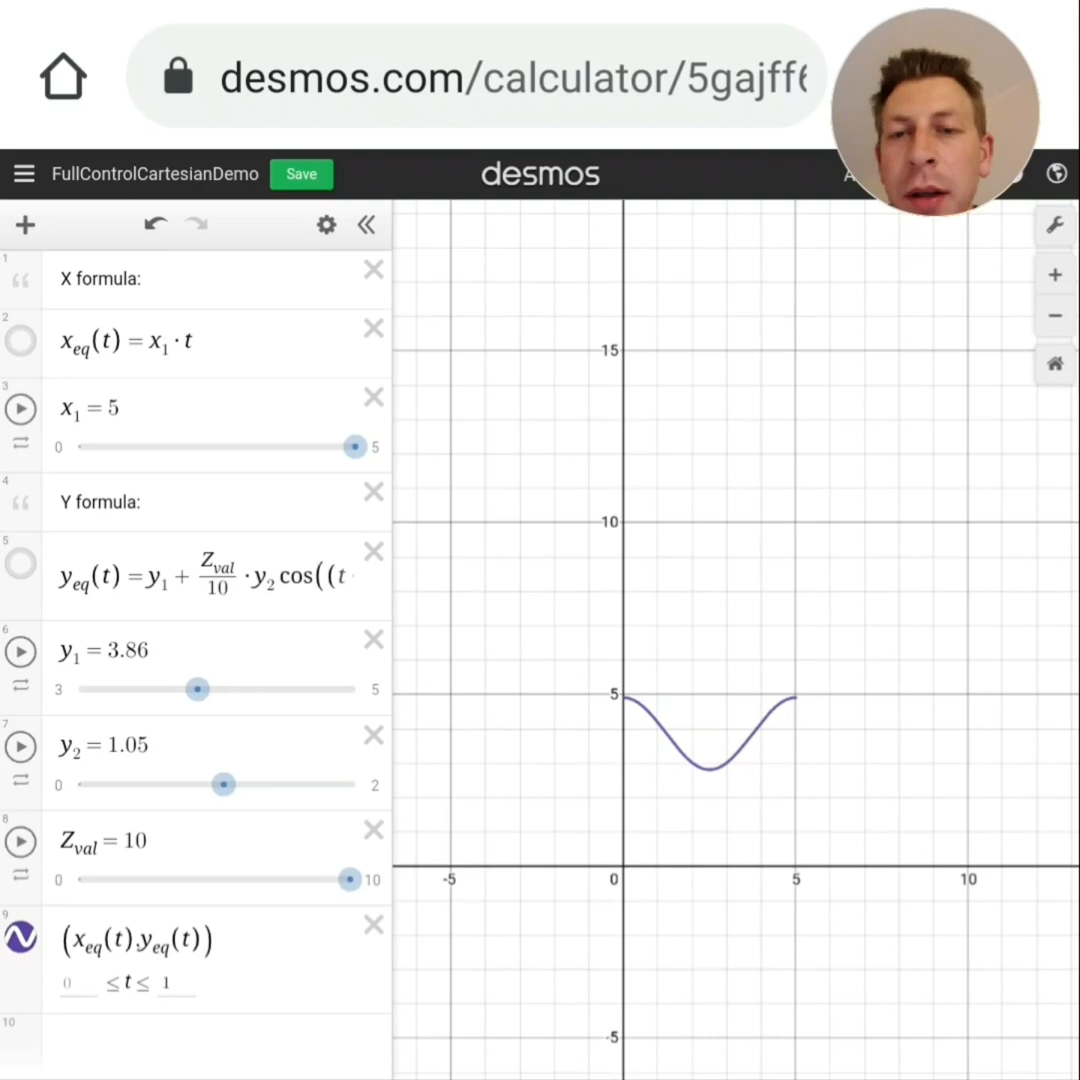 desmos.com/calculator/5gajff
FullControlCartesianDemo Save desmos
1
X formula:
2
x_eq(t) = x_1 · t
3
x_1 = 5
0 5
4
Y formula:
5
y_eq(t) = y_1 + Z_val/10 · y_2 cos((t ·
6
y_1 = 3.86
3 5
7
y_2 = 1.05
0 2
8
Z_val = 10
0 10
9
(x_eq(t), y_eq(t))
0 ≤ t ≤ 1
10
15
10
5
-5 0 5 10
-5